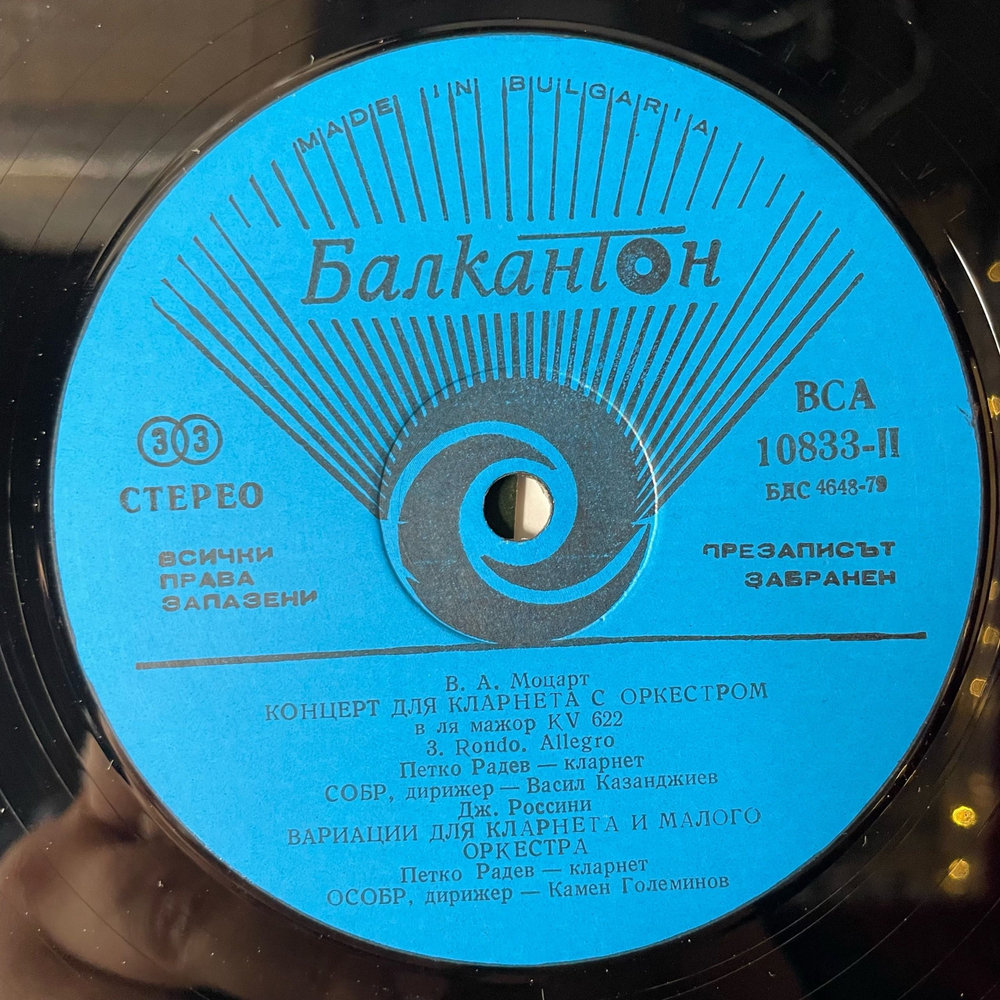 MADE IN BULGARIA
Балкантон
33
СТЕРЕО
ВСИЧКИ
ПРАВА
ЗАПАЗЕНИ
ВСА
10833-II
БДС 4648-79
ПРЕЗАПИСЪТ
ЗАБРАНЕН
В. А. Моцарт
КОНЦЕРТ ДЛЯ КЛАРНЕТА С ОРКЕСТРОМ
в ля мажор KV 622
3. Rondo. Allegro
Петко Радев — кларнет
СОБР, дирижер — Васил Казанджиев
Дж. Россини
ВАРИАЦИИ ДЛЯ КЛАРНЕТА И МАЛОГО
ОРКЕСТРА
Петко Радев — кларнет
ОСОБР, дирижер — Камен Големинов